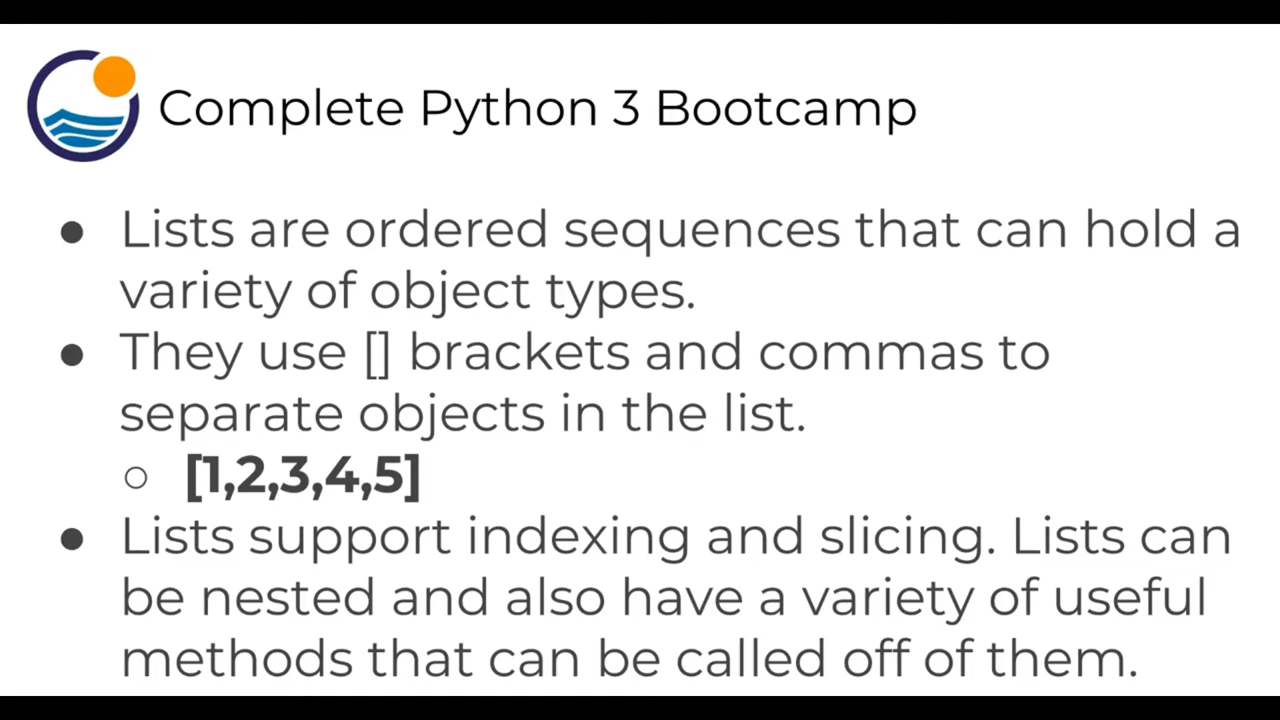 Complete Python 3 Bootcamp
● Lists are ordered sequences that can hold a
variety of object types.
● They use [] brackets and commas to
separate objects in the list.
○ [1,2,3,4,5]
● Lists support indexing and slicing. Lists can
be nested and also have a variety of useful
methods that can be called off of them.